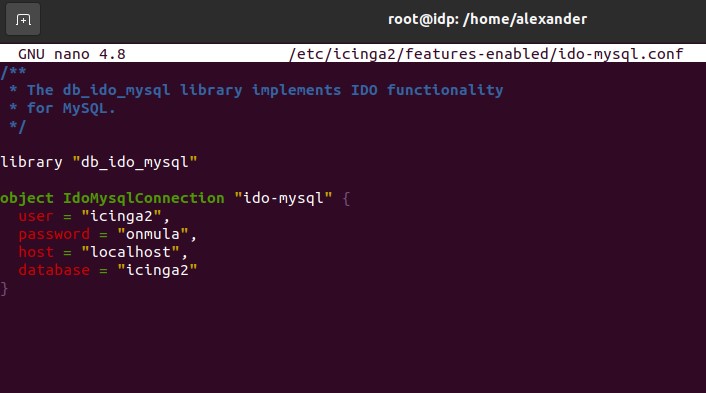 root@idp: /home/alexander
GNU nano 4.8 /etc/icinga2/features-enabled/ido-mysql.conf
/**
 * The db_ido_mysql library implements IDO functionality
 * for MySQL.
 */
library "db_ido_mysql"
object IdoMysqlConnection "ido-mysql" {
  user = "icinga2",
  password = "onmula",
  host = "localhost",
  database = "icinga2"
}